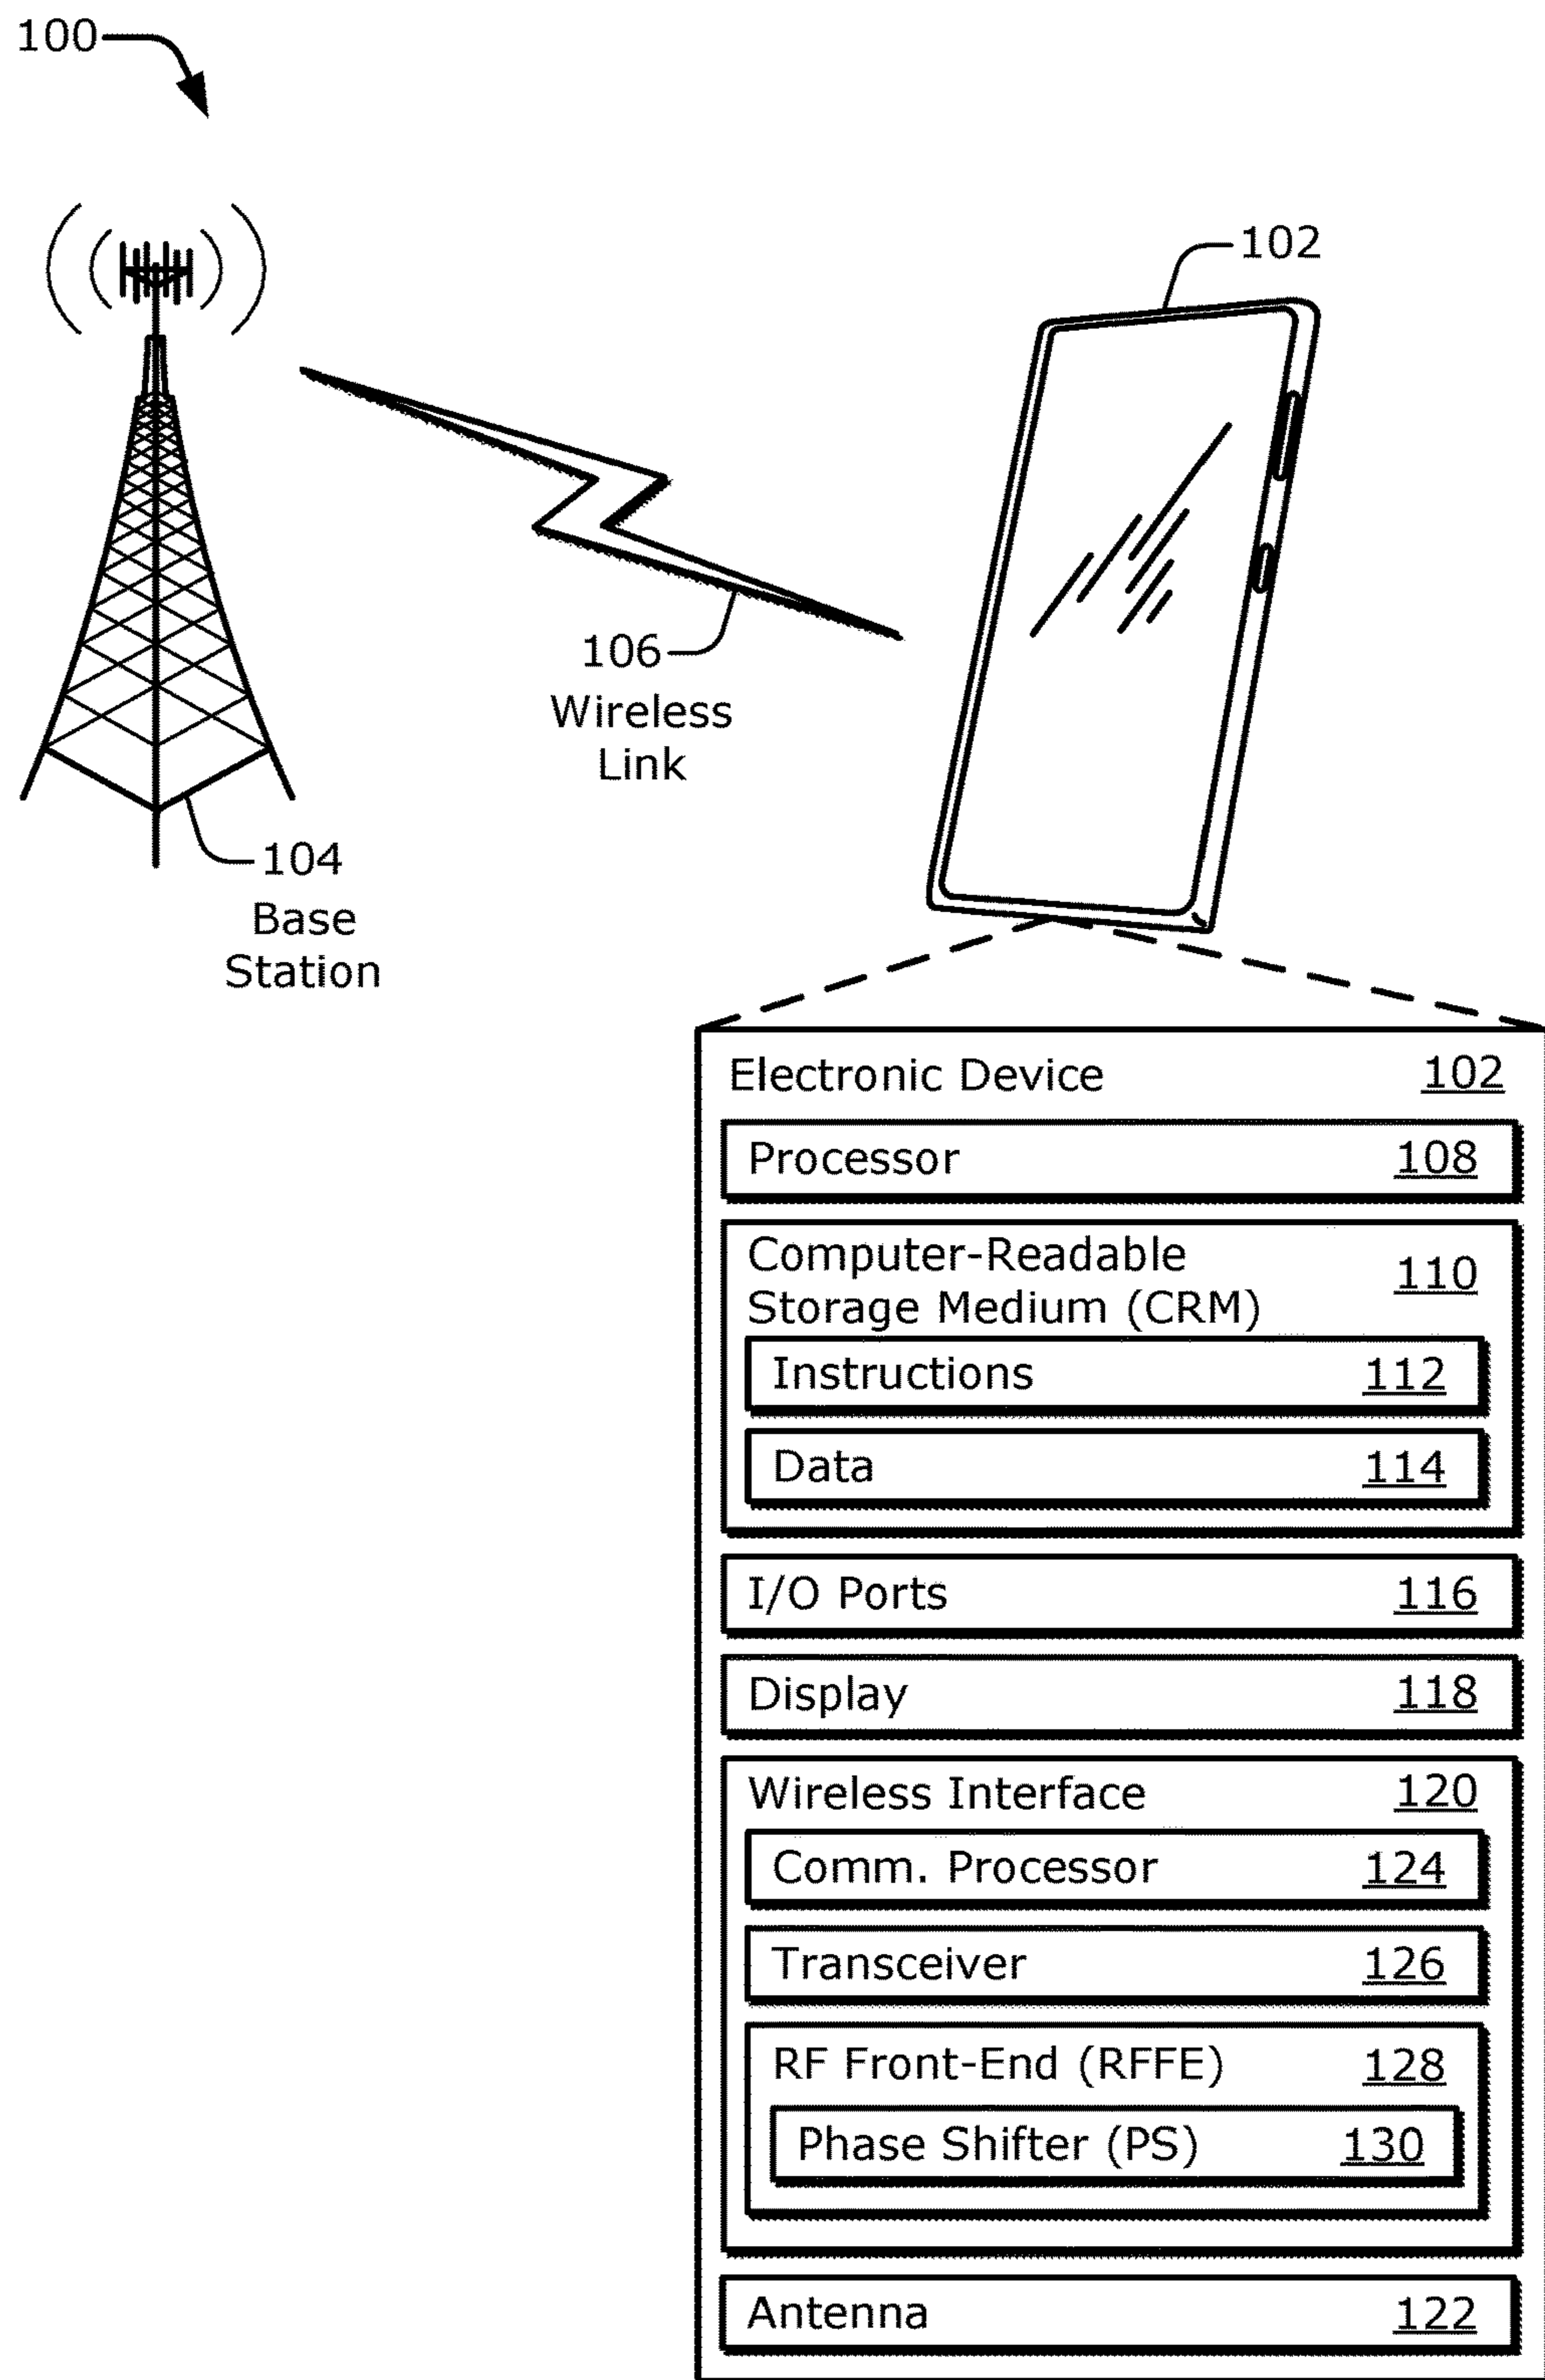 100
102
106
Wireless
Link
104
Base
Station
Electronic Device 102
Processor 108
Computer-Readable
Storage Medium (CRM) 110
Instructions 112
Data 114
I/O Ports 116
Display 118
Wireless Interface 120
Comm. Processor 124
Transceiver 126
RF Front-End (RFFE) 128
Phase Shifter (PS) 130
Antenna 122